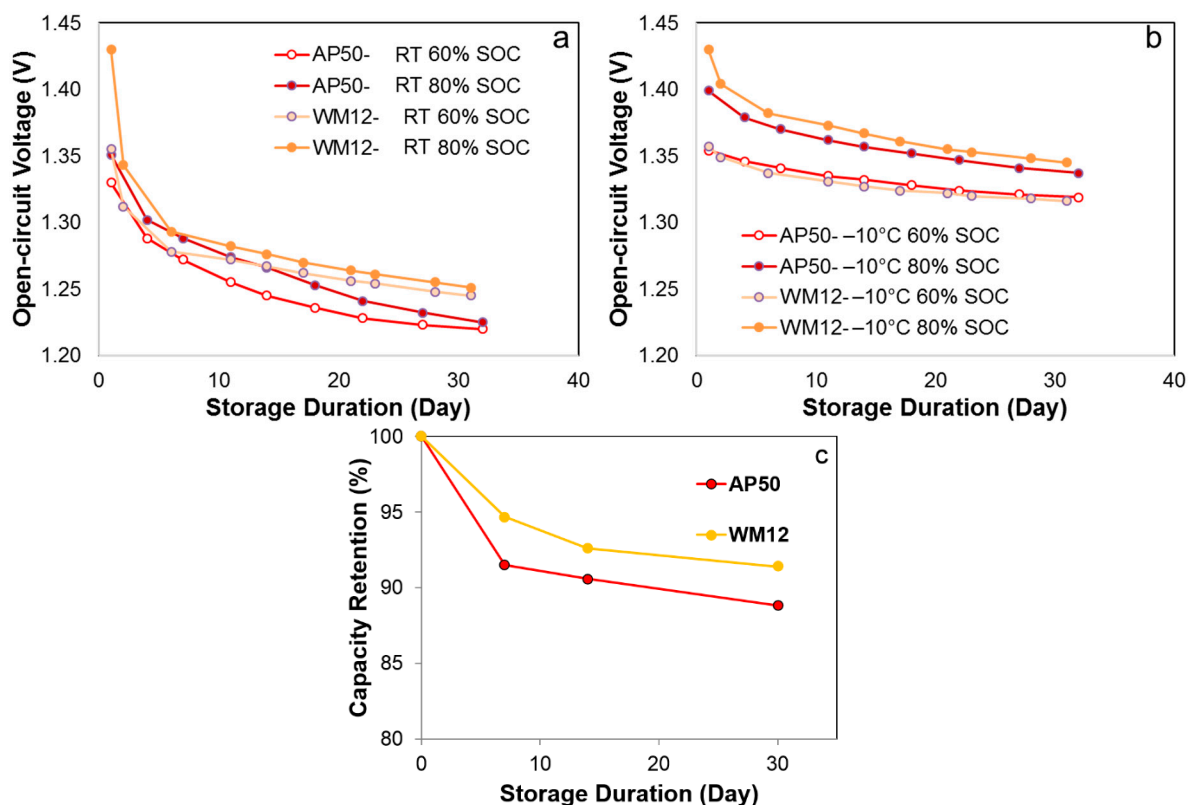 a
Open-circuit Voltage (V)
1.45
1.40
1.35
1.30
1.25
1.20
AP50- RT 60% SOC
AP50- RT 80% SOC
WM12- RT 60% SOC
WM12- RT 80% SOC
0 10 20 30 40
Storage Duration (Day)
b
Open-circuit Voltage (V)
1.45
1.40
1.35
1.30
1.25
1.20
AP50- –10°C 60% SOC
AP50- –10°C 80% SOC
WM12- –10°C 60% SOC
WM12- –10°C 80% SOC
0 10 20 30 40
Storage Duration (Day)
c
Capacity Retention (%)
100
95
90
85
80
AP50
WM12
0 10 20 30
Storage Duration (Day)